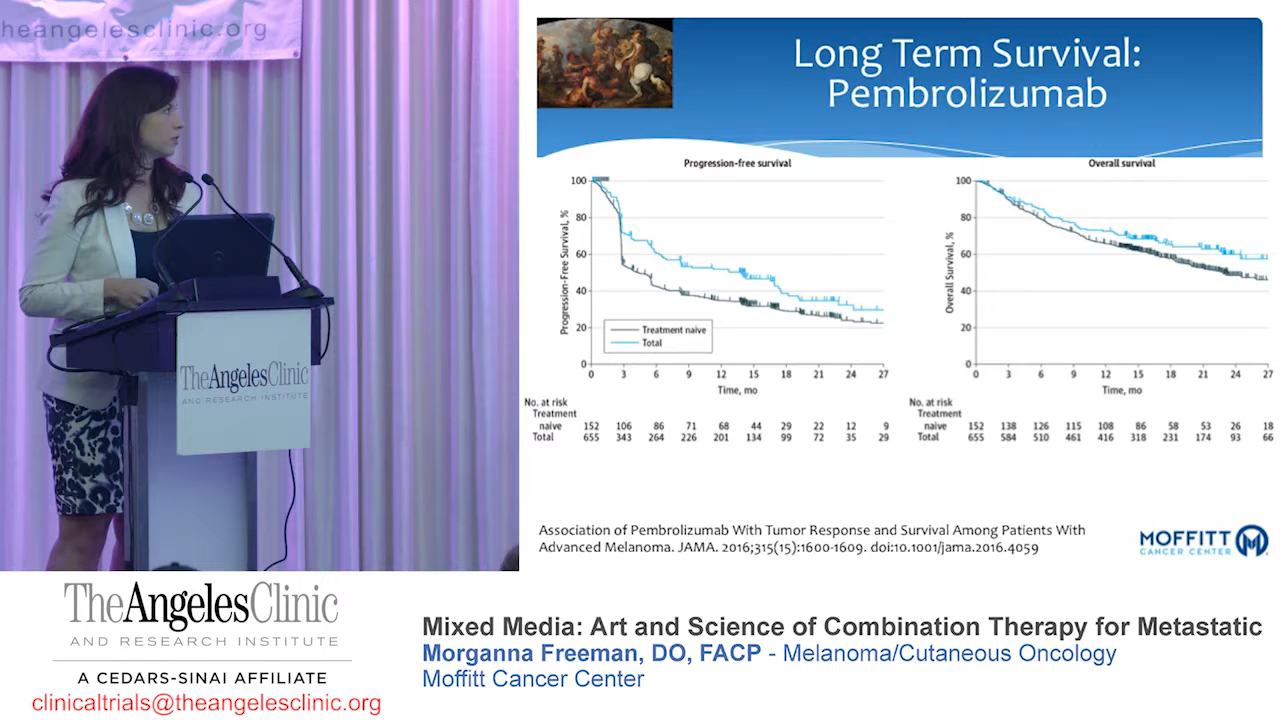 theangelesclinic.org
TheAngelesClinic
AND RESEARCH INSTITUTE
Long Term Survival:
Pembrolizumab
Progression-free survival
Progression-Free Survival, %
100
80
60
40
20
0
Treatment naive
Total
0 3 6 9 12 15 18 21 24 27
Time, mo
No. at risk
Treatment
naive 152 106 86 71 68 44 29 22 12 9
Total 655 343 264 226 201 134 99 72 35 29
Overall survival
Overall Survival, %
100
80
60
40
20
0
0 3 6 9 12 15 18 21 24 27
Time, mo
No. at risk
Treatment
naive 152 138 126 115 108 86 58 53 26 18
Total 655 584 510 461 416 318 231 174 93 66
Association of Pembrolizumab With Tumor Response and Survival Among Patients With
Advanced Melanoma. JAMA. 2016;315(15):1600-1609. doi:10.1001/jama.2016.4059
MOFFITT
CANCER CENTER
TheAngelesClinic
AND RESEARCH INSTITUTE
A CEDARS-SINAI AFFILIATE
clinicaltrials@theangelesclinic.org
Mixed Media: Art and Science of Combination Therapy for Metastatic
Morganna Freeman, DO, FACP - Melanoma/Cutaneous Oncology
Moffitt Cancer Center